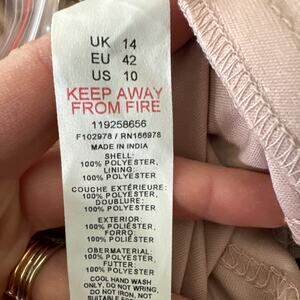 UK 14
EU 42
US 10
KEEP AWAY
FROM FIRE
119258656
F102978 / RN166978
MADE IN INDIA
SHELL:
100% POLYESTER,
LINING:
100% POLYESTER.
COUCHE EXTÉRIEURE:
100% POLYESTER,
DOUBLURE:
100% POLYESTER.
EXTERIOR:
100% POLIÉSTER,
FORRO:
100% POLIÉSTER.
OBERMATERIAL:
100% POLYESTER,
FUTTER:
100% POLYESTER.
COOL HAND WASH
ONLY, DO NOT WRING,
DO NOT IRON, NOT